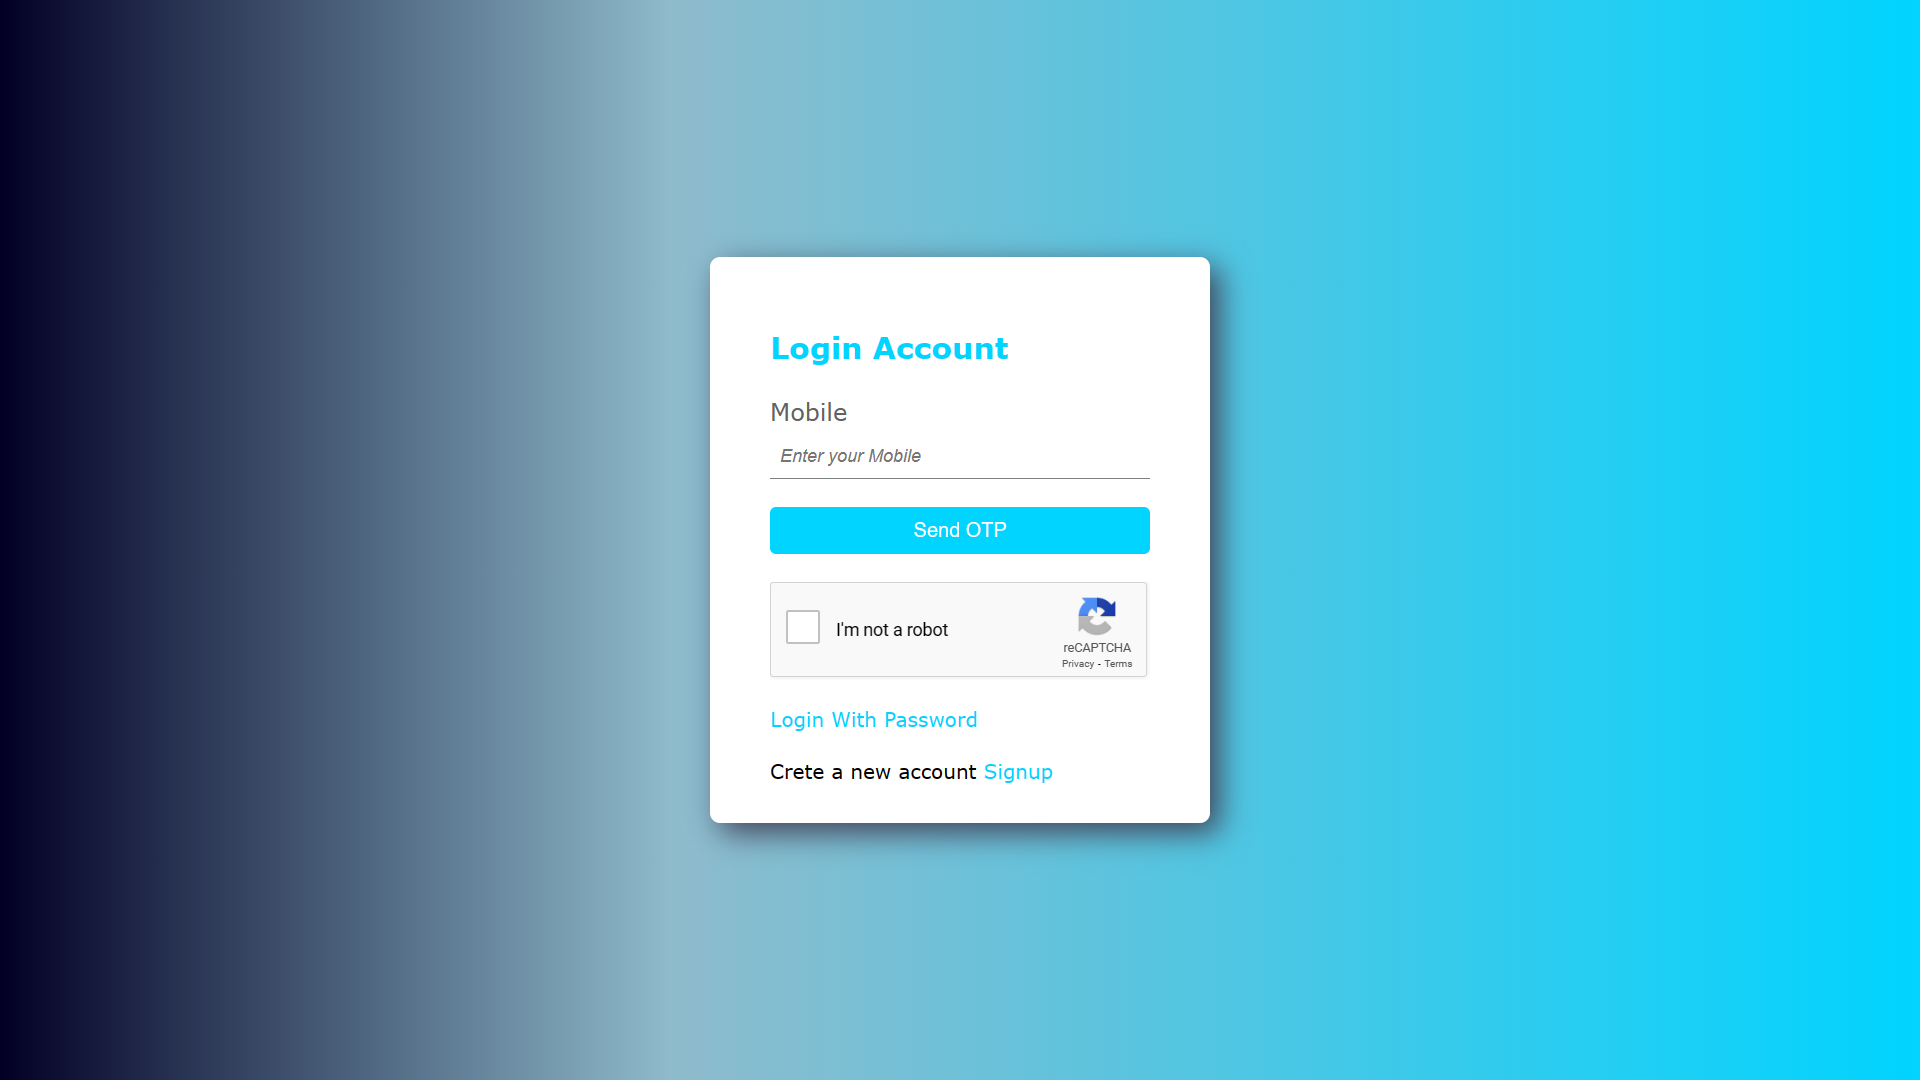 Login Account
Mobile
Enter your Mobile
Send OTP
I'm not a robot
reCAPTCHA
Privacy - Terms
Login With Password
Crete a new account Signup